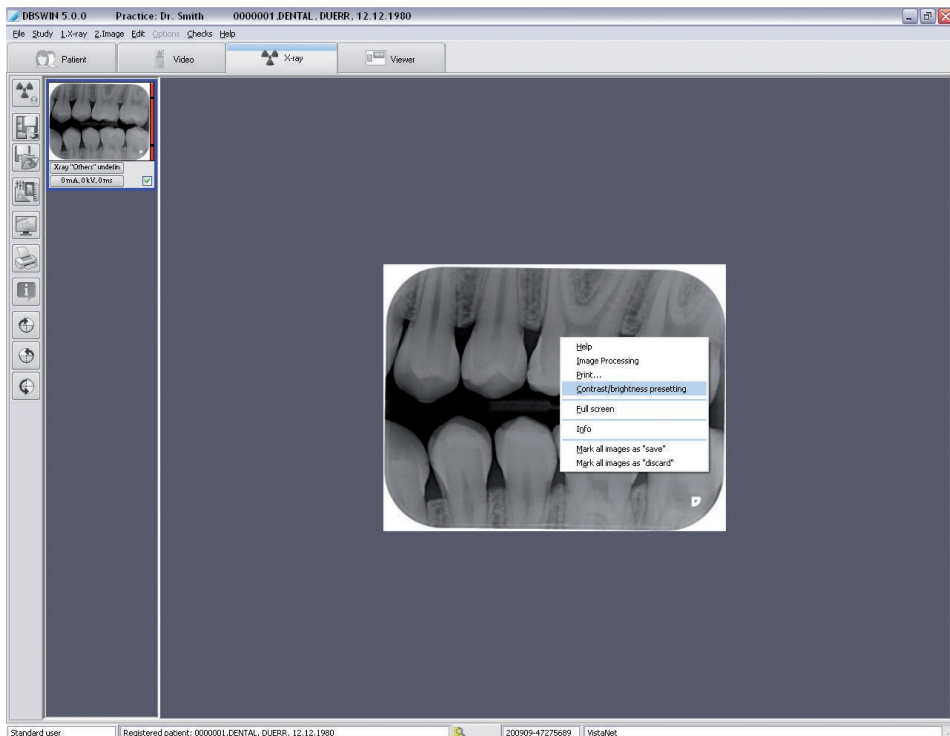 DBSWIN 5.0.0 Practice: Dr. Smith 0000001,DENTAL, DUERR, 12.12.1980
File Study 1.X-ray 2.Image Edit Options Checks Help
Patient Video X-ray Viewer
Xray "Others" undefin
0 mA, 0 kV, 0 ms
Help
Image Processing
Print...
Contrast/brightness presetting
Full screen
Info
Mark all images as "save"
Mark all images as "discard"
Standard user Registered patient: 0000001,DENTAL, DUERR, 12.12.1980 200909-47275689 VistaNet